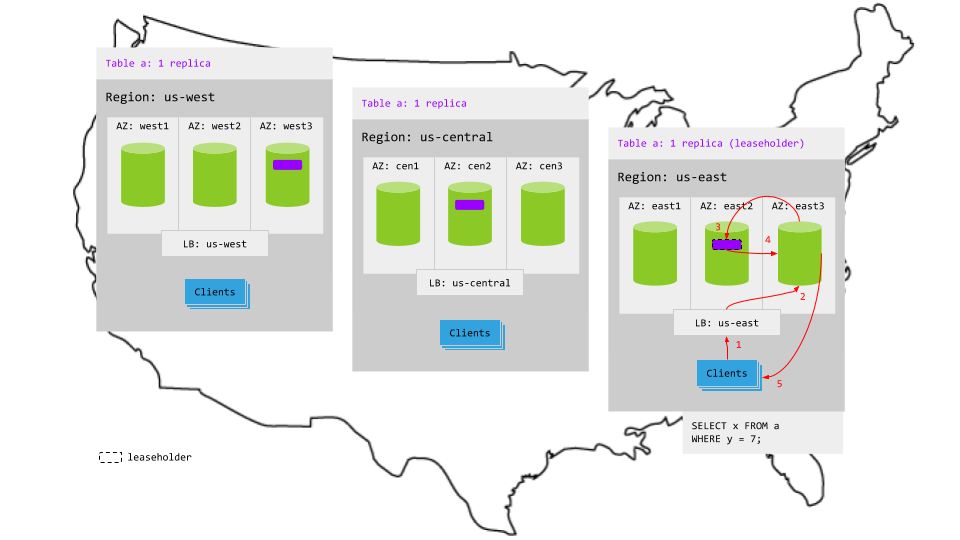 Table a: 1 replica
Region: us-west
AZ: west1
AZ: west2
AZ: west3
LB: us-west
Clients
Table a: 1 replica
Region: us-central
AZ: cen1
AZ: cen2
AZ: cen3
LB: us-central
Clients
Table a: 1 replica (leaseholder)
Region: us-east
AZ: east1
AZ: east2
AZ: east3
3
4
2
LB: us-east
1
Clients
5
SELECT x FROM a
WHERE y = 7;
leaseholder